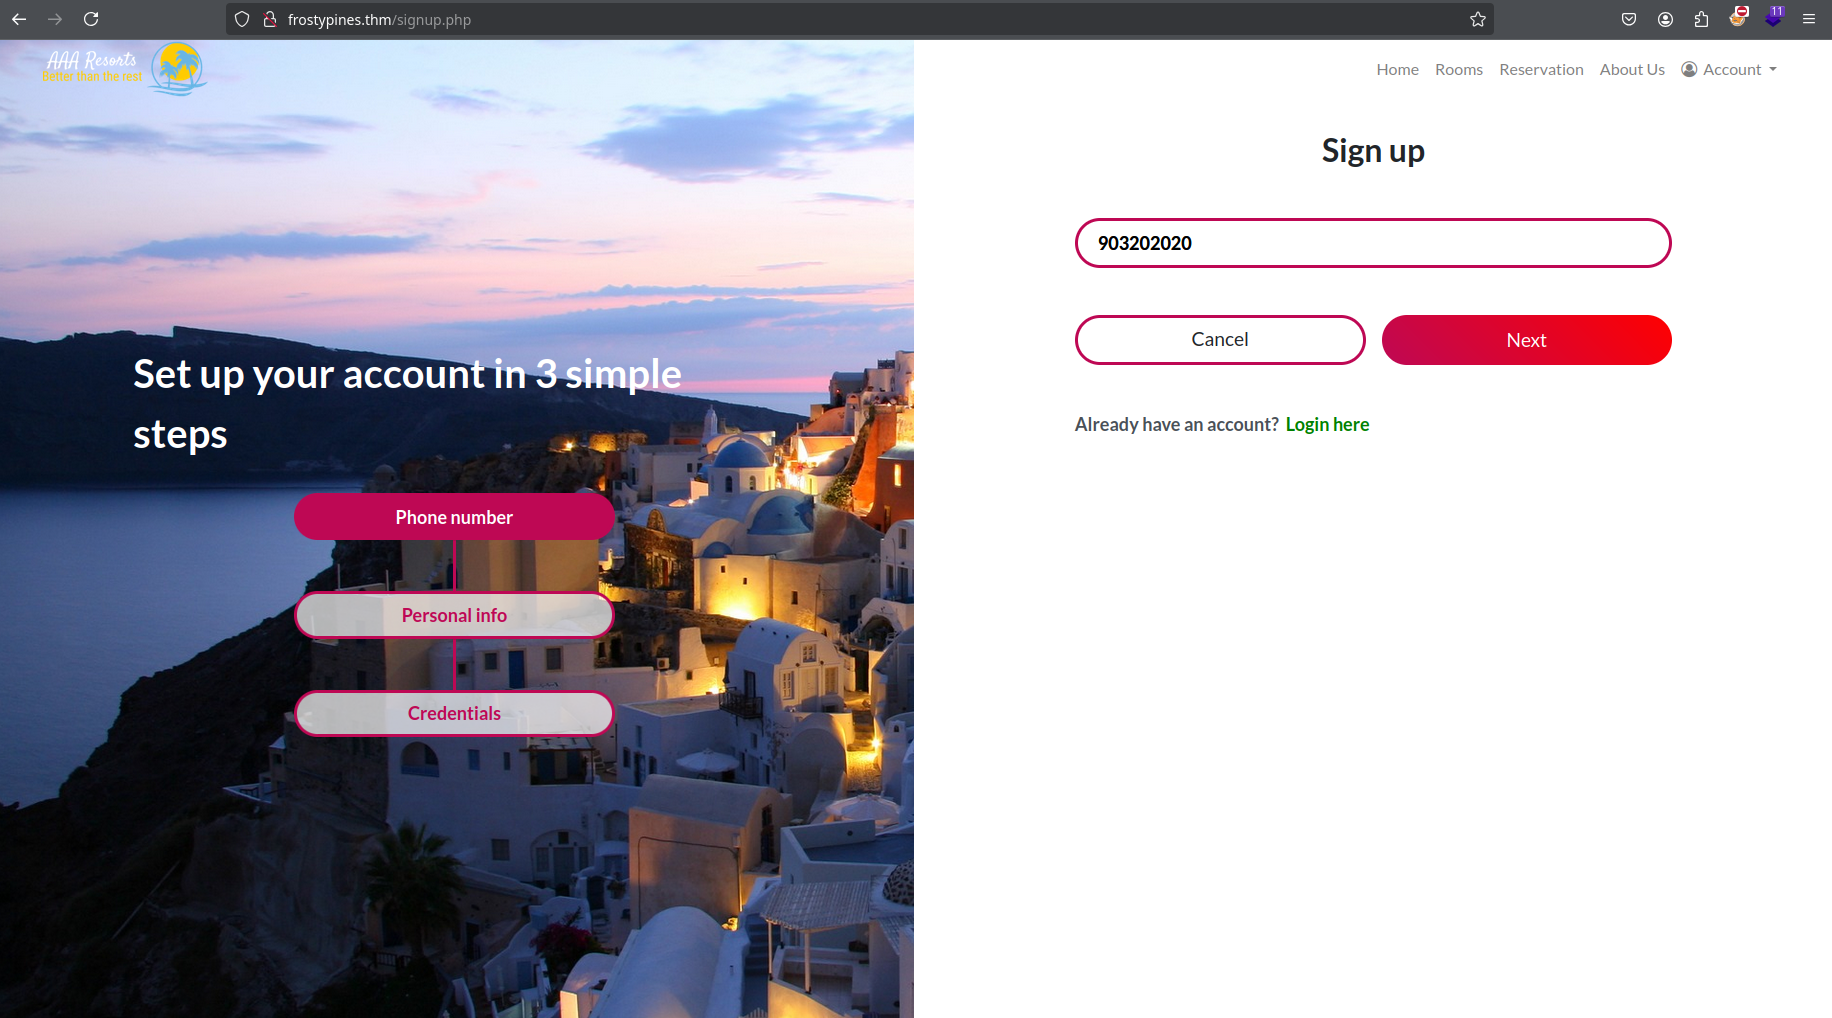 frostypines.thm/signup.php
11
AAA Resorts
Better than the rest
Home
Rooms
Reservation
About Us
Account
Set up your account in 3 simple
steps
Phone number
Personal info
Credentials
Sign up
903202020
Cancel
Next
Already have an account? Login here